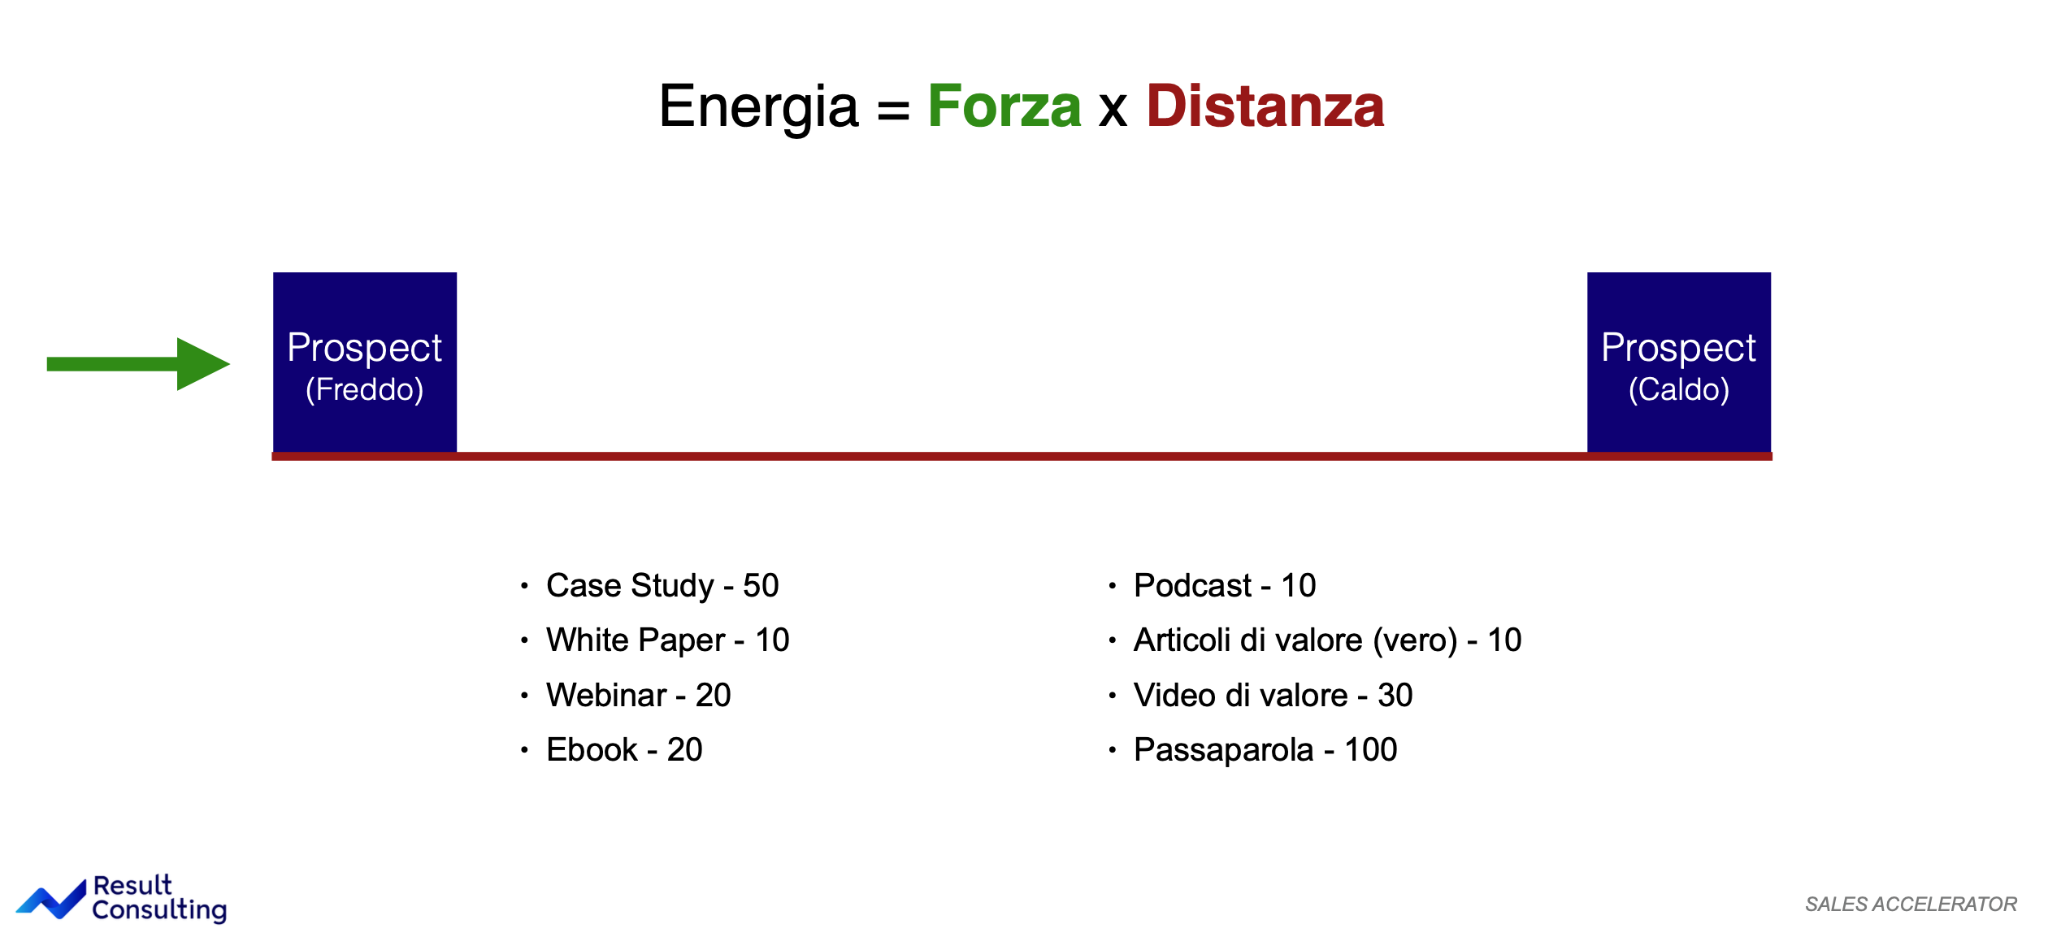 Energia = Forza x Distanza
Prospect
(Freddo)
Prospect
(Caldo)
· Case Study - 50
· White Paper - 10
· Webinar - 20
· Ebook - 20
· Podcast - 10
· Articoli di valore (vero) - 10
· Video di valore - 30
· Passaparola - 100
Result
Consulting
SALES ACCELERATOR